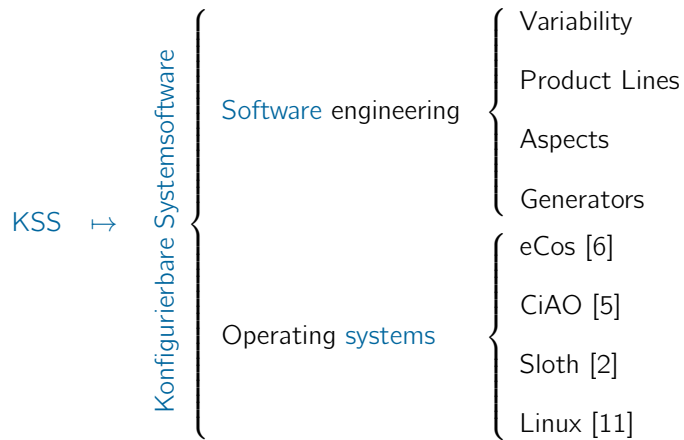 KSS ↦
Konfigurierbare Systemsoftware
Software engineering
Variability
Product Lines
Aspects
Generators
Operating systems
eCos [6]
CiAO [5]
Sloth [2]
Linux [11]